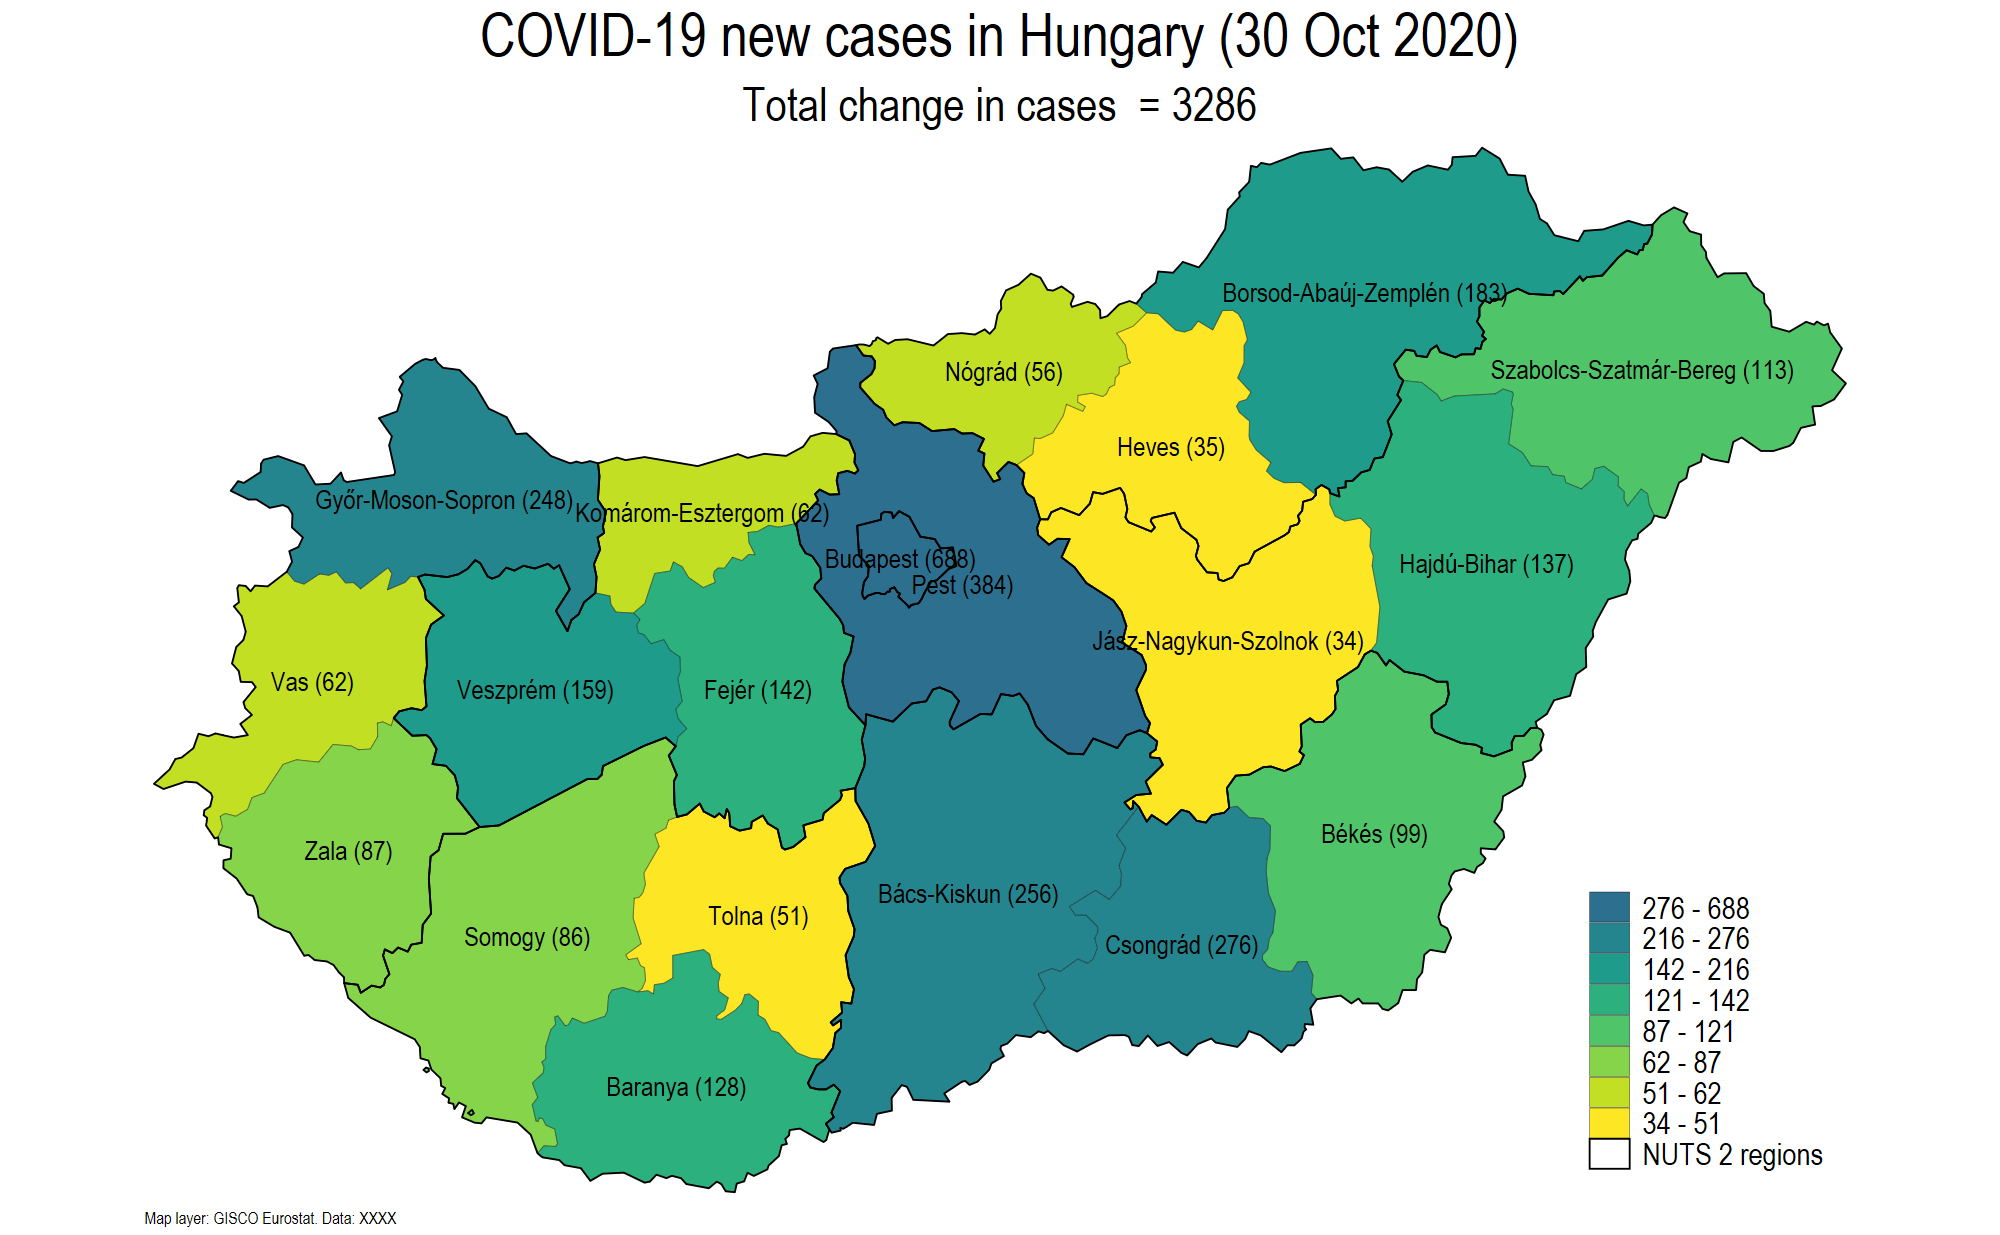 COVID-19 new cases in Hungary (30 Oct 2020)
Total change in cases = 3286
Borsod-Abaúj-Zemplén (183)
Szabolcs-Szatmár-Bereg (113)
Nógrád (56)
Heves (35)
Győr-Moson-Sopron (248)
Komárom-Esztergom (62)
Budapest (688)
Pest (384)
Hajdú-Bihar (137)
Jász-Nagykun-Szolnok (34)
Vas (62)
Veszprém (159)
Fejér (142)
Békés (99)
Zala (87)
Bács-Kiskun (256)
Tolna (51)
Somogy (86)
Csongrád (276)
Baranya (128)
276 - 688
216 - 276
142 - 216
121 - 142
87 - 121
62 - 87
51 - 62
34 - 51
NUTS 2 regions
Map layer: GISCO Eurostat. Data: XXXX